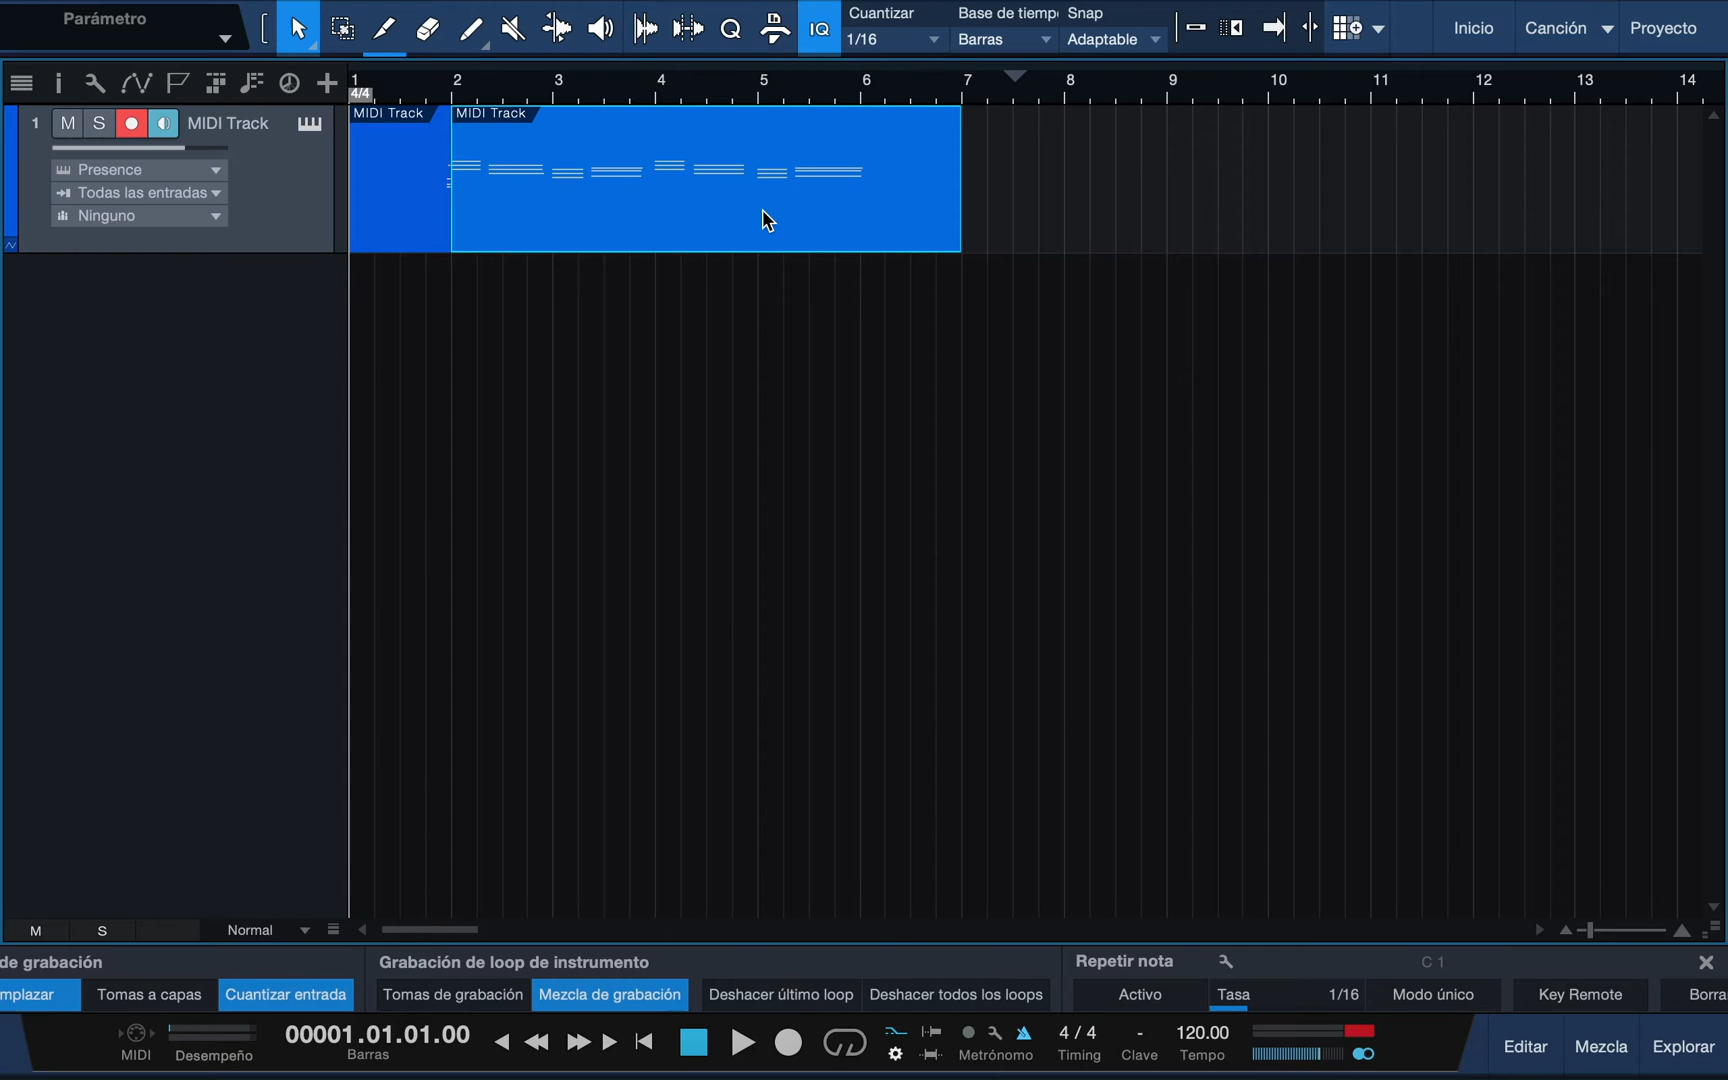 Parámetro
IQ
Cuantizar
1/16
Base de tiemp
Barras
Snap
Adaptable
Inicio
Canción
Proyecto
1 2 3 4 5 6 7 8 9 10 11 12 13 14
4/4
1 M S MIDI Track
Presence
Todas las entradas
Ninguno
MIDI Track
MIDI Track
M S Normal
de grabación
mplazar
Tomas a capas
Cuantizar entrada
Grabación de loop de instrumento
Tomas de grabación
Mezcla de grabación
Deshacer último loop
Deshacer todos los loops
Repetir nota
C 1
Activo
Tasa 1/16
Modo único
Key Remote
Borra
MIDI
Desempeño
00001.01.01.00
Barras
Metrónomo
4 / 4
Timing
-
Clave
120.00
Tempo
Editar
Mezcla
Explorar